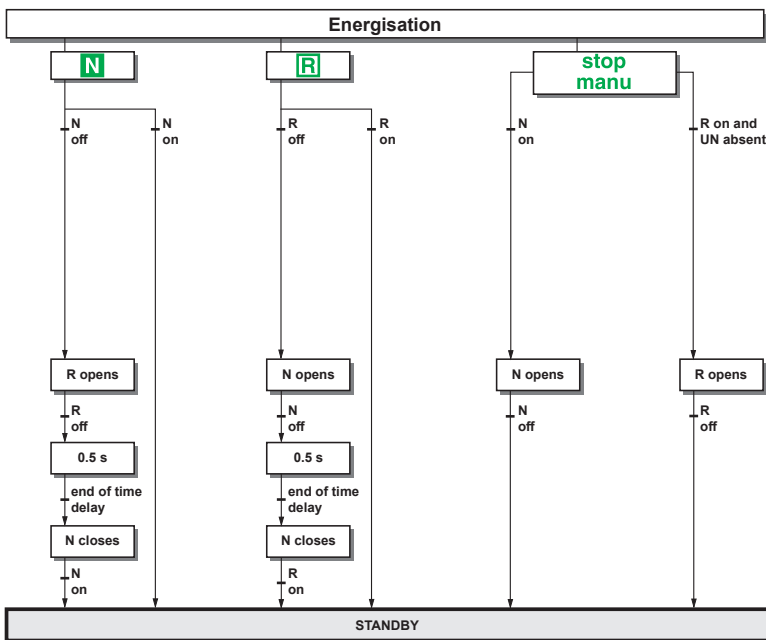 Energisation
N
R
stop
manu
N
off
N
on
R
off
R
on
N
on
R on and
UN absent
R opens
N opens
N opens
R opens
R
off
N
off
N
off
R
off
0.5 s
0.5 s
end of time
delay
end of time
delay
N closes
N closes
N
on
R
on
STANDBY